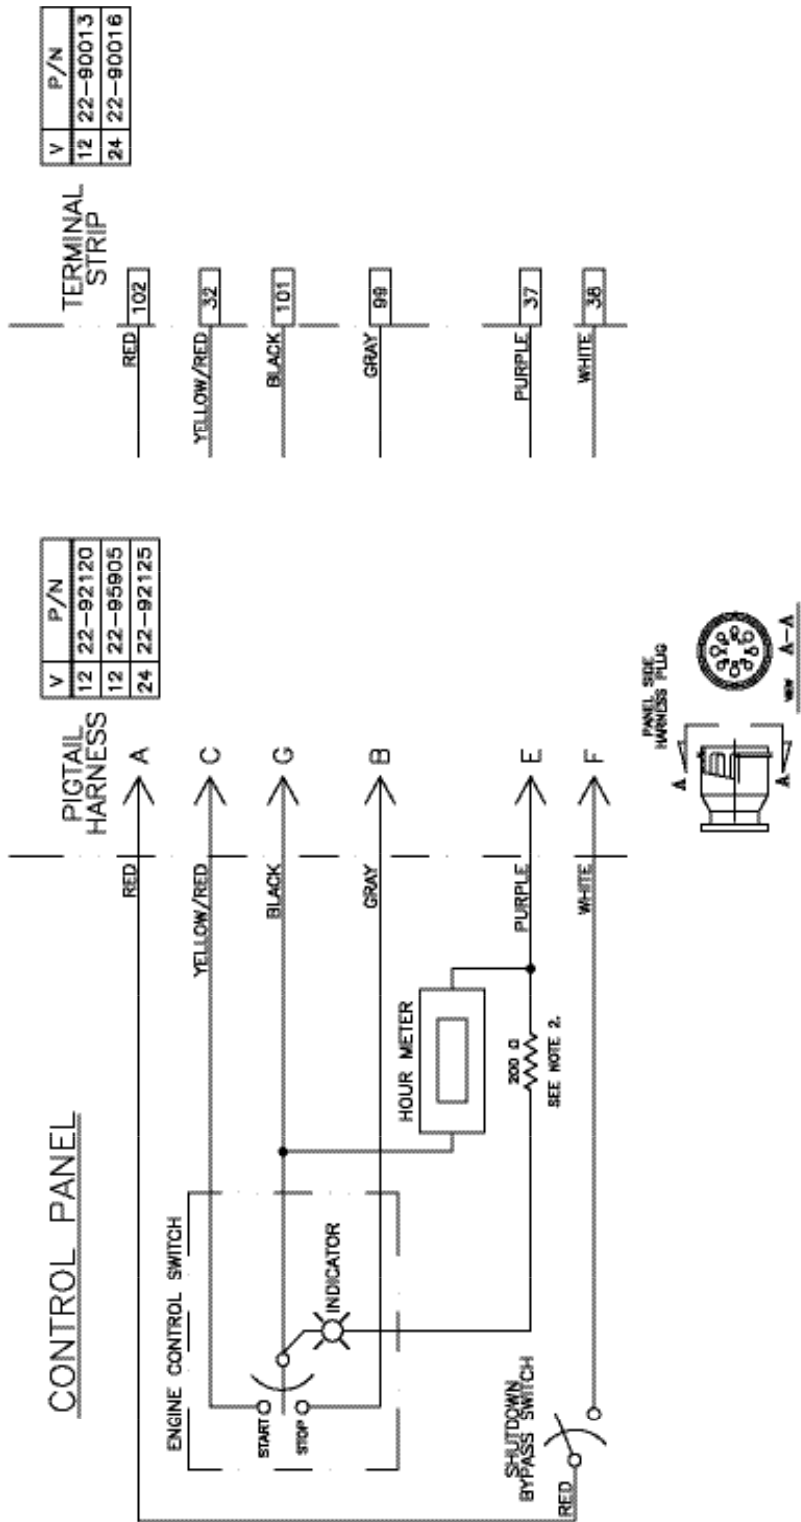 CONTROL PANEL
PIGTAIL
HARNESS
V P/N
12 22-92120
12 22-95905
24 22-92125
TERMINAL
STRIP
V P/N
12 22-90013
24 22-90016
RED
A
RED
102
ENGINE CONTROL SWITCH
YELLOW/RED
C
YELLOW/RED
32
START
STOP
INDICATOR
BLACK
G
BLACK
101
GRAY
B
GRAY
99
HOUR METER
200 Ω
SEE NOTE 2.
PURPLE
E
PURPLE
37
SHUTDOWN
BYPASS SWITCH
RED
WHITE
F
WHITE
38
PANEL SIDE
HARNESS PLUG
A
A
VIEW A-A